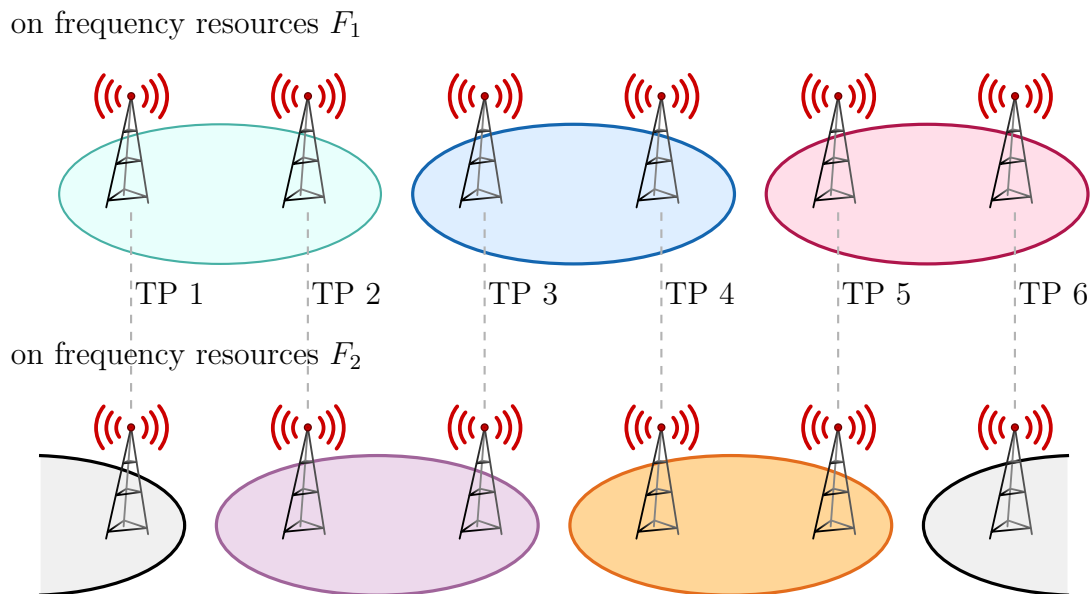 on frequency resources F₁
TP 1 TP 2 TP 3 TP 4 TP 5 TP 6
on frequency resources F₂